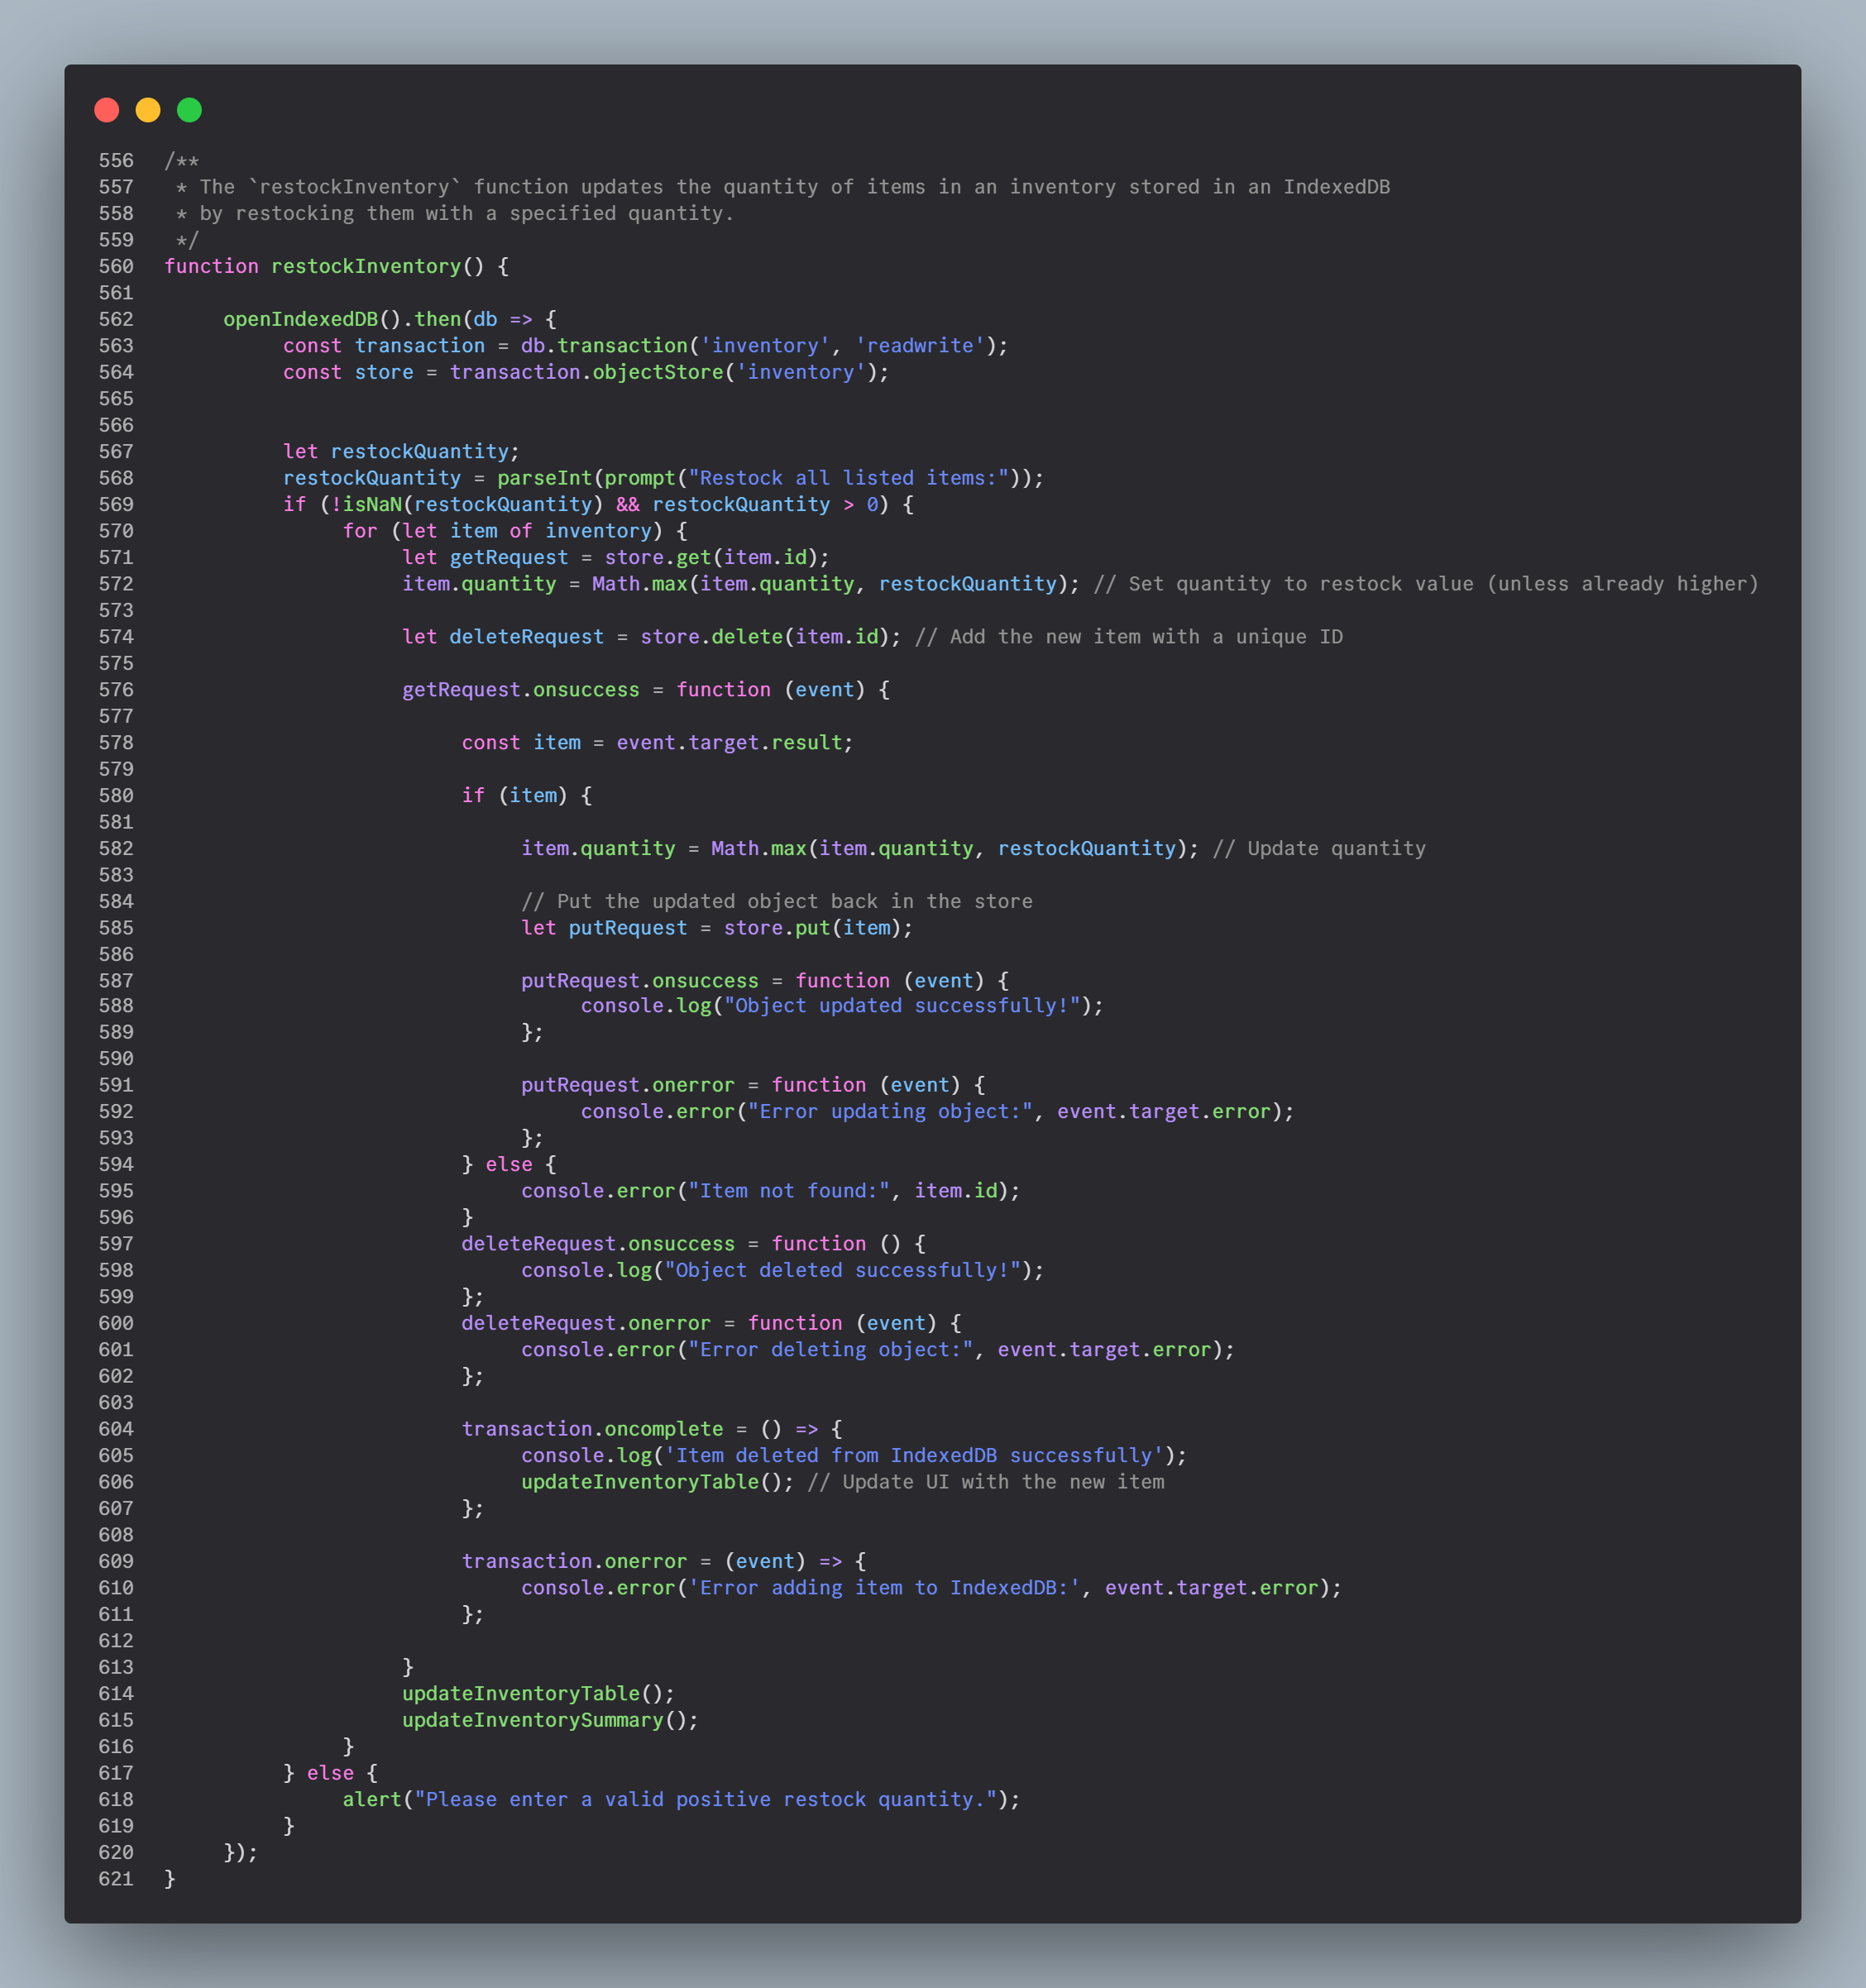 556 /**
557  * The `restockInventory` function updates the quantity of items in an inventory stored in an IndexedDB
558  * by restocking them with a specified quantity.
559  */
560 function restockInventory() {
561
562      openIndexedDB().then(db => {
563           const transaction = db.transaction('inventory', 'readwrite');
564           const store = transaction.objectStore('inventory');
565
566
567           let restockQuantity;
568           restockQuantity = parseInt(prompt("Restock all listed items:"));
569           if (!isNaN(restockQuantity) && restockQuantity > 0) {
570                for (let item of inventory) {
571                     let getRequest = store.get(item.id);
572                     item.quantity = Math.max(item.quantity, restockQuantity); // Set quantity to restock value (unless already higher)
573
574                     let deleteRequest = store.delete(item.id); // Add the new item with a unique ID
575
576                     getRequest.onsuccess = function (event) {
577
578                          const item = event.target.result;
579
580                          if (item) {
581
582                               item.quantity = Math.max(item.quantity, restockQuantity); // Update quantity
583
584                               // Put the updated object back in the store
585                               let putRequest = store.put(item);
586
587                               putRequest.onsuccess = function (event) {
588                                    console.log("Object updated successfully!");
589                               };
590
591                               putRequest.onerror = function (event) {
592                                    console.error("Error updating object:", event.target.error);
593                               };
594                          } else {
595                               console.error("Item not found:", item.id);
596                          }
597                          deleteRequest.onsuccess = function () {
598                               console.log("Object deleted successfully!");
599                          };
600                          deleteRequest.onerror = function (event) {
601                               console.error("Error deleting object:", event.target.error);
602                          };
603
604                          transaction.oncomplete = () => {
605                               console.log('Item deleted from IndexedDB successfully');
606                               updateInventoryTable(); // Update UI with the new item
607                          };
608
609                          transaction.onerror = (event) => {
610                               console.error('Error adding item to IndexedDB:', event.target.error);
611                          };
612
613                     }
614                     updateInventoryTable();
615                     updateInventorySummary();
616                }
617           } else {
618                alert("Please enter a valid positive restock quantity.");
619           }
620      });
621 }